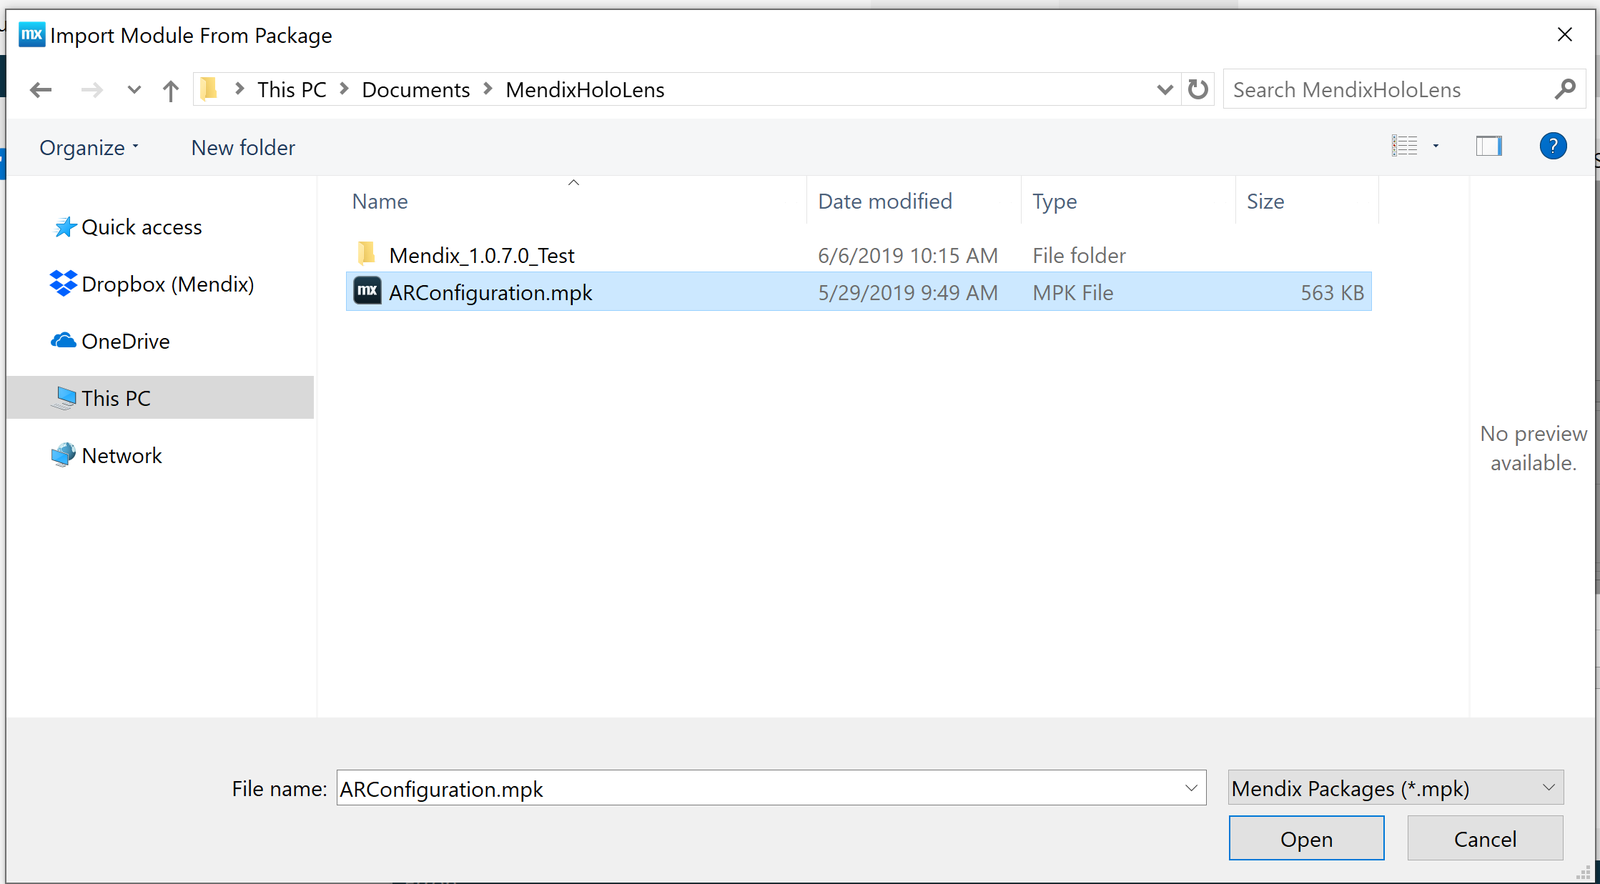 mx Import Module From Package
This PC > Documents > MendixHoloLens
Search MendixHoloLens
Organize
New folder
?
Name Date modified Type Size
Quick access
Dropbox (Mendix)
OneDrive
This PC
Network
Mendix_1.0.7.0_Test 6/6/2019 10:15 AM File folder
mx ARConfiguration.mpk 5/29/2019 9:49 AM MPK File 563 KB
No preview
available.
File name: ARConfiguration.mpk Mendix Packages (*.mpk)
Open Cancel